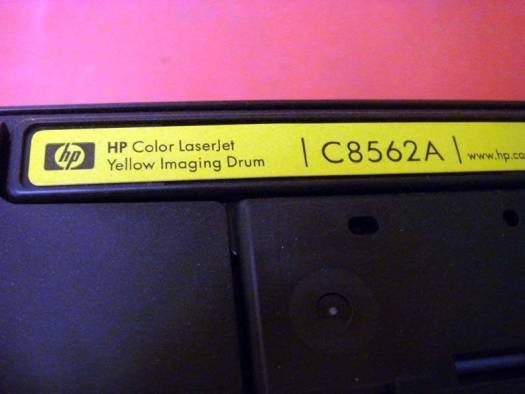 hp
HP Color LaserJet
Yellow Imaging Drum
C8562A
www.hp.co